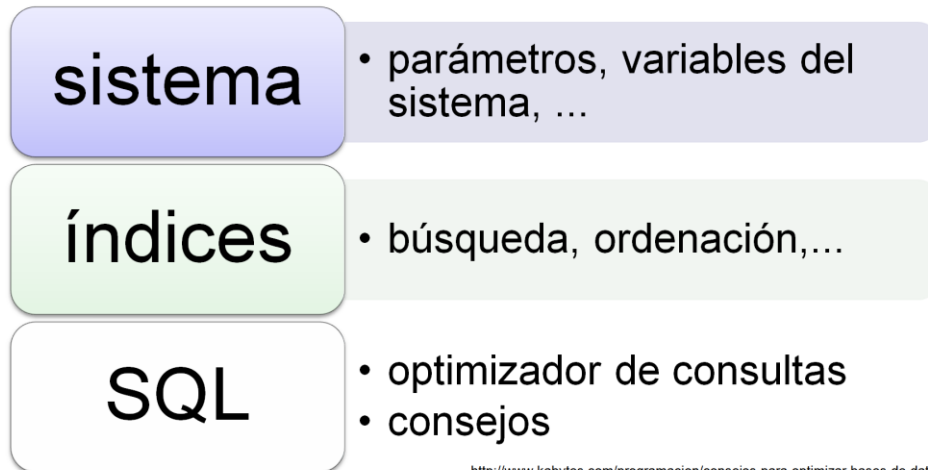 sistema
• parámetros, variables del
sistema, ...
índices
• búsqueda, ordenación,...
SQL
• optimizador de consultas
• consejos